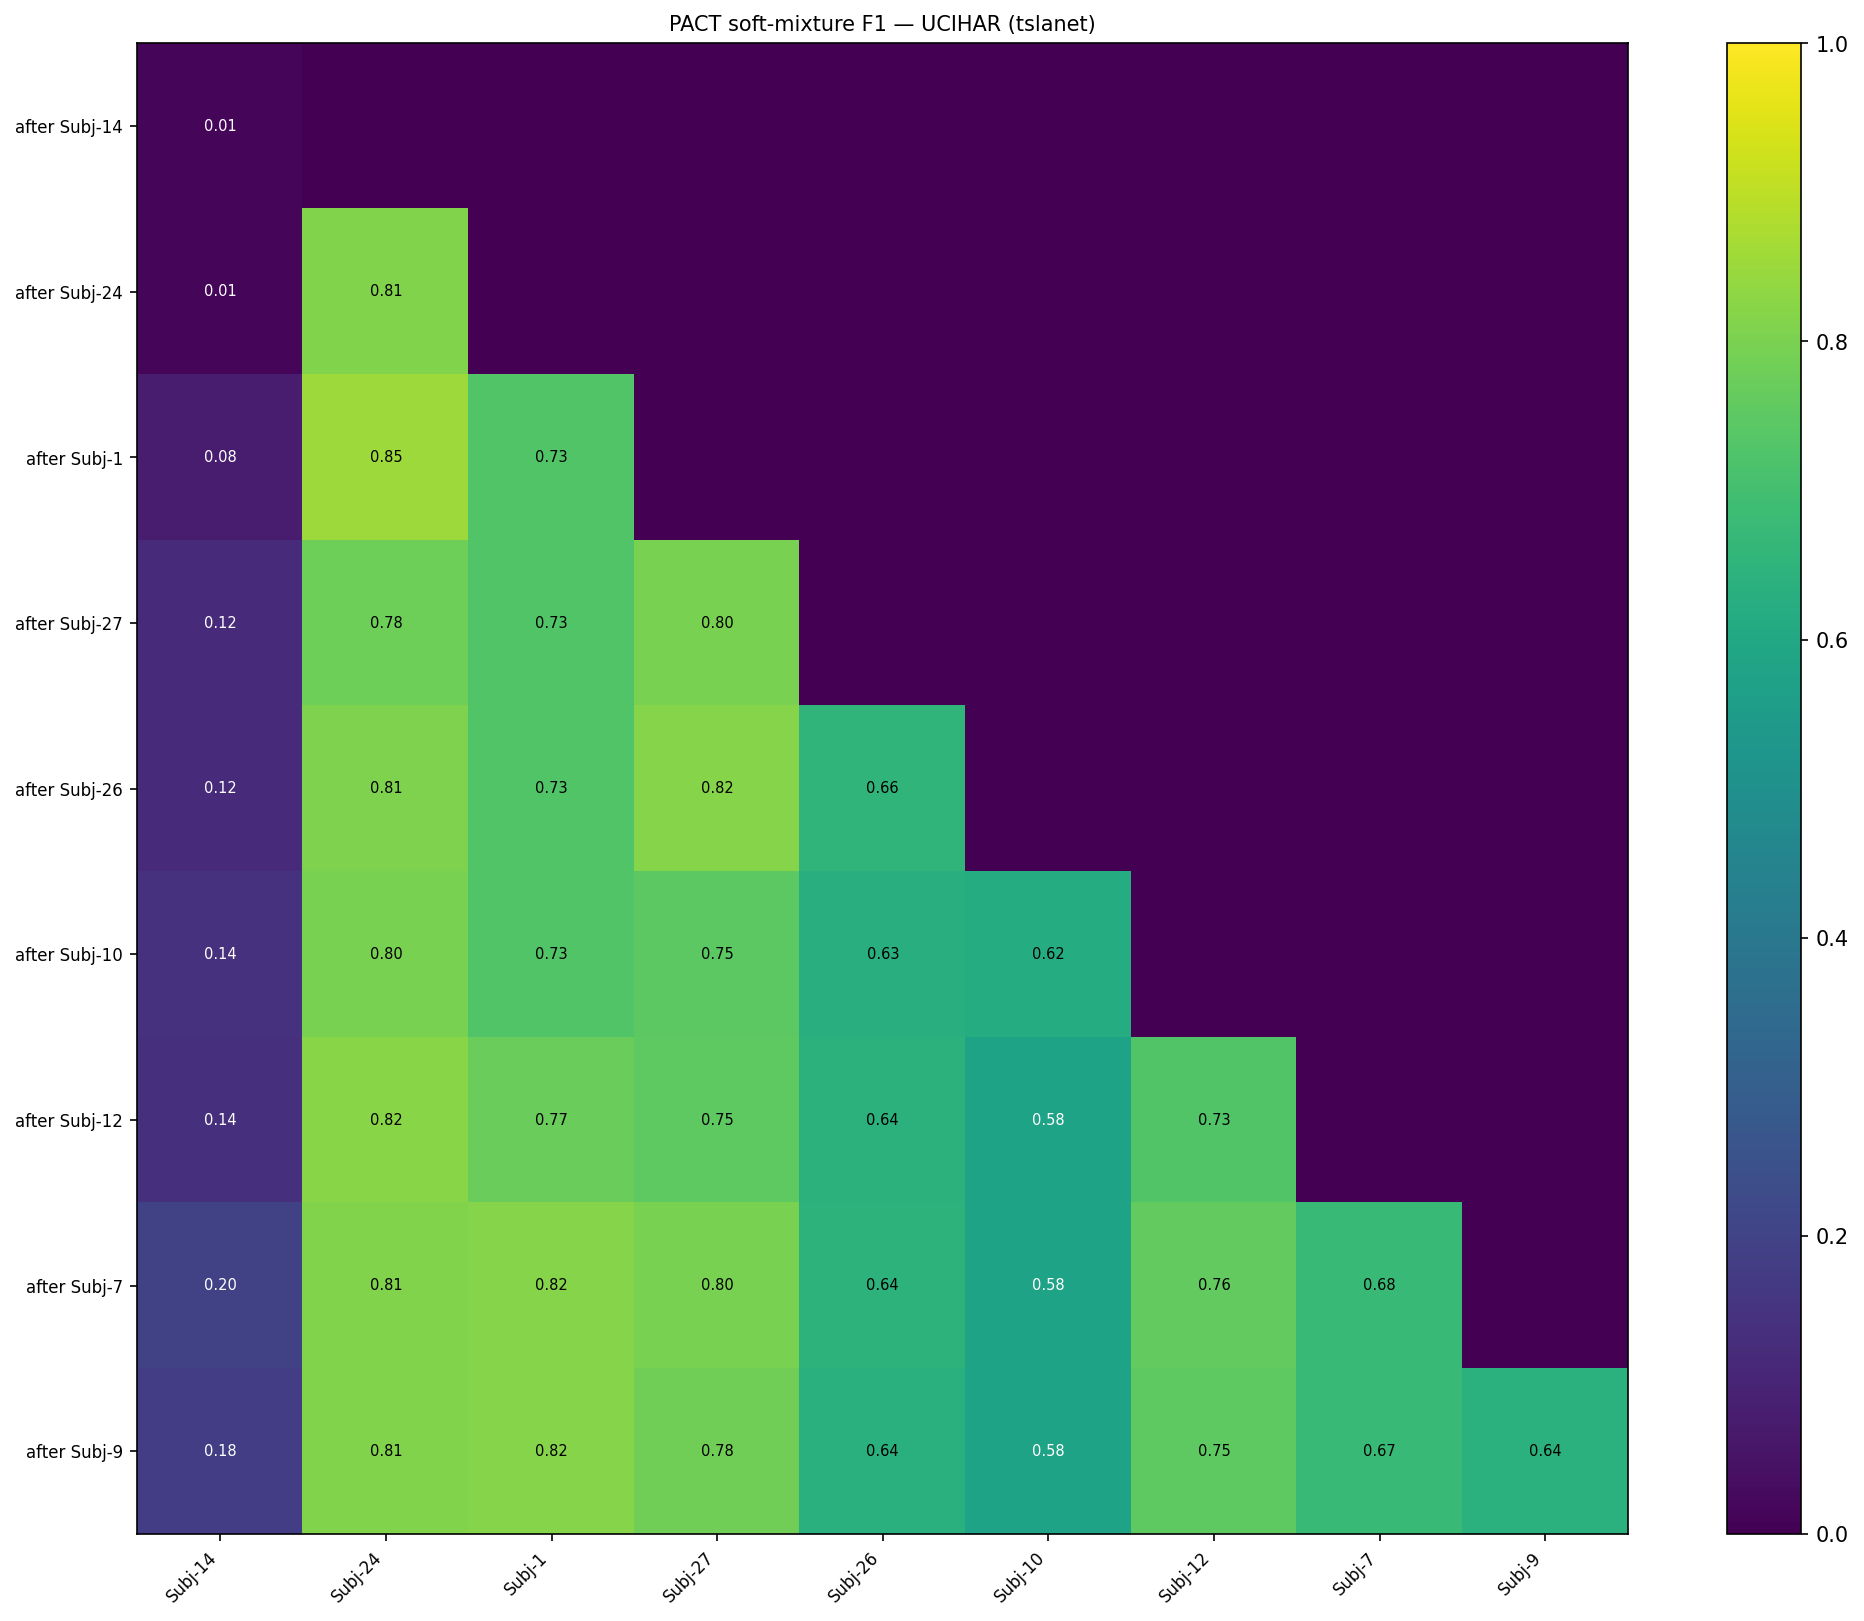 PACT soft-mixture F1 — UCIHAR (tslanet)
1.0
after Subj-14 0.01
after Subj-24 0.01 0.81
0.8
after Subj-1 0.08 0.85 0.73
after Subj-27 0.12 0.78 0.73 0.80
0.6
after Subj-26 0.12 0.81 0.73 0.82 0.66
0.4
after Subj-10 0.14 0.80 0.73 0.75 0.63 0.62
after Subj-12 0.14 0.82 0.77 0.75 0.64 0.58 0.73
0.2
after Subj-7 0.20 0.81 0.82 0.80 0.64 0.58 0.76 0.68
after Subj-9 0.18 0.81 0.82 0.78 0.64 0.58 0.75 0.67 0.64
0.0
Subj-14 Subj-24 Subj-1 Subj-27 Subj-26 Subj-10 Subj-12 Subj-7 Subj-9